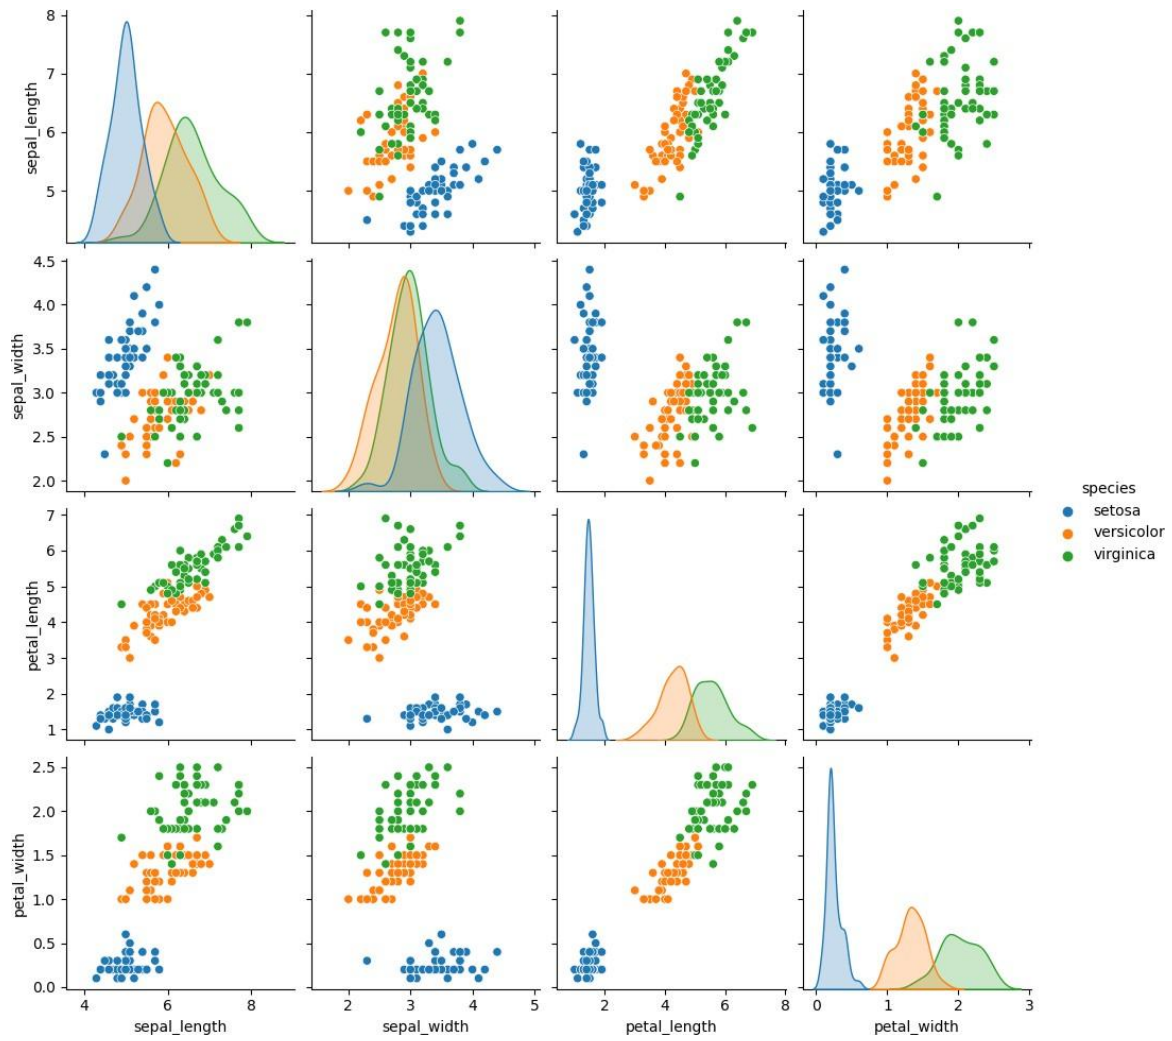 8
7
6
5
sepal_length
4.5
4.0
3.5
3.0
2.5
2.0
sepal_width
species
setosa
versicolor
virginica
7
6
5
4
3
2
1
petal_length
2.5
2.0
1.5
1.0
0.5
0.0
petal_width
4 6 8 2 3 4 5 2 4 6 8 0 1 2 3
sepal_length sepal_width petal_length petal_width